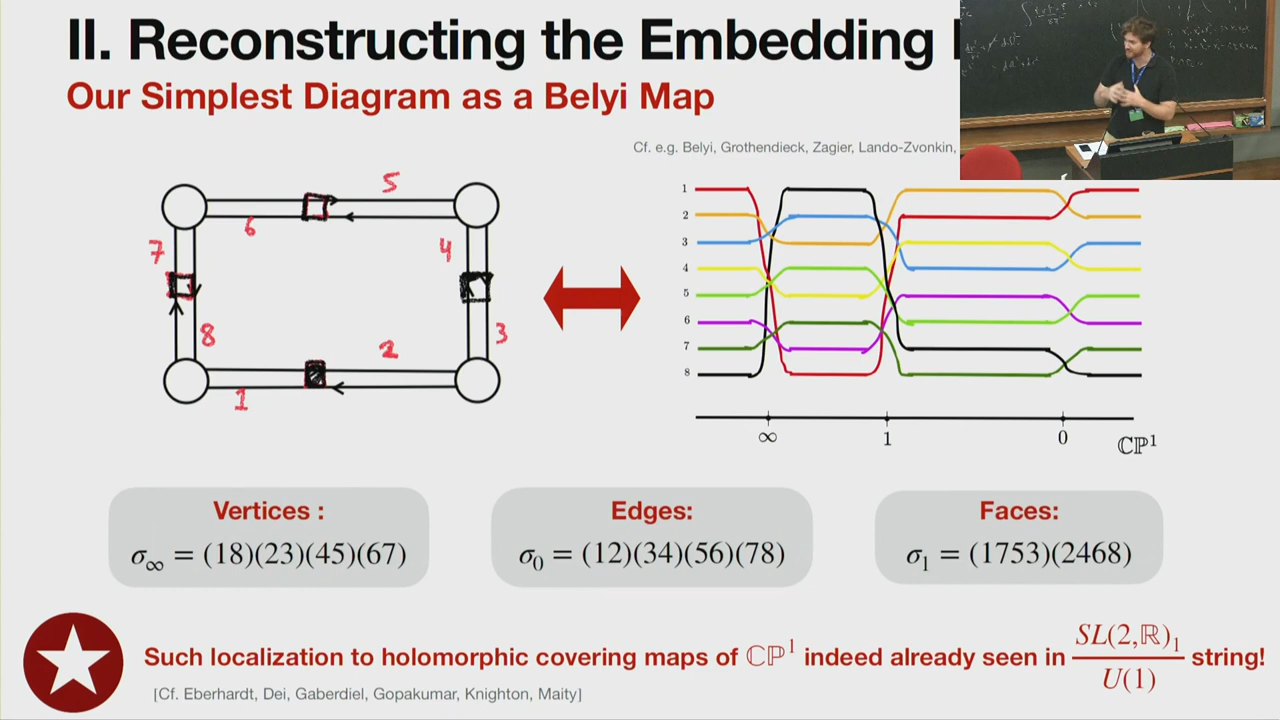 II. Reconstructing the Embedding
Our Simplest Diagram as a Belyi Map
Cf. e.g. Belyi, Grothendieck, Zagier, Lando-Zvonkin,
5
6
7
4
8
3
2
1
1
2
3
4
5
6
7
8
∞ 1 0 ℂℙ¹
Vertices :
σ∞ = (18)(23)(45)(67)
Edges:
σ₀ = (12)(34)(56)(78)
Faces:
σ₁ = (1753)(2468)
Such localization to holomorphic covering maps of ℂℙ¹ indeed already seen in SL(2,ℝ)₁ / U(1) string!
[Cf. Eberhardt, Dei, Gaberdiel, Gopakumar, Knighton, Maity]